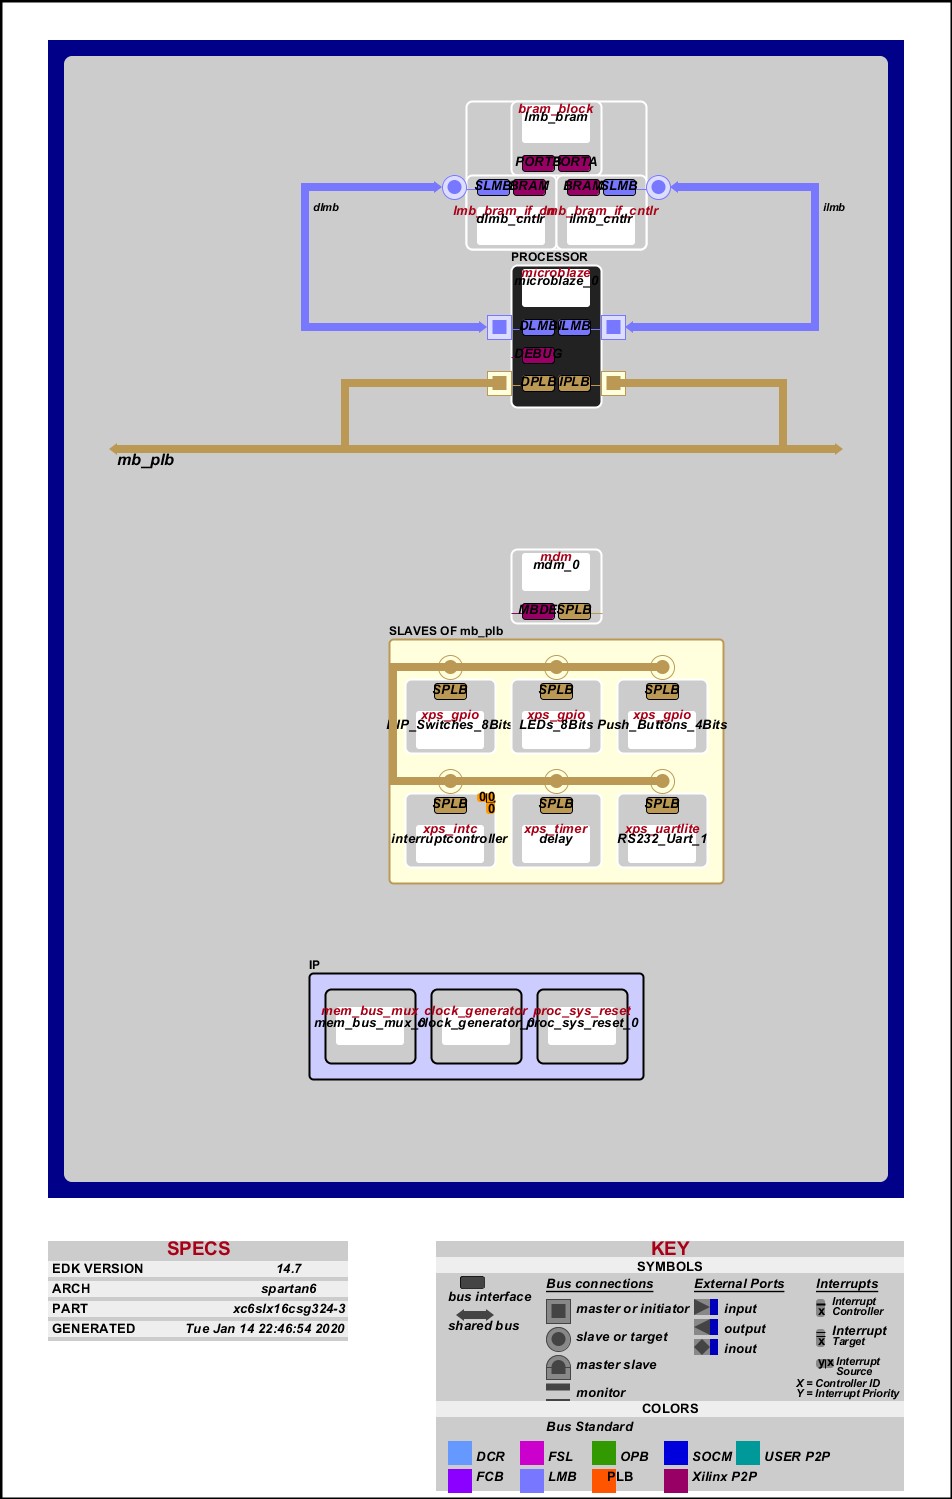 bram_block
lmb_bram
PORTB PORTA
SLMB BRAM BRAM SLMB
dlmb
ilmb
lmb_bram_if_cntlr
dlmb_cntlr ilmb_cntlr
PROCESSOR
microblaze
microblaze_0
DLMB ILMB
DEBUG
DPLB IPLB
mb_plb
mdm
mdm_0
SPLB
SLAVES OF mb_plb
SPLB SPLB SPLB
xps_gpio xps_gpio xps_gpio
DIP_Switches_8Bits LEDs_8Bits Push_Buttons_4Bits
SPLB 0 0 SPLB SPLB
0
xps_intc xps_timer xps_uartlite
interruptcontroller delay RS232_Uart_1
IP
mem_bus_mux clock_generator proc_sys_reset
mem_bus_mux_0 clock_generator_0 proc_sys_reset_0
SPECS
EDK VERSION 14.7
ARCH spartan6
PART xc6slx16csg324-3
GENERATED Tue Jan 14 22:46:54 2020
KEY
SYMBOLS
bus interface
shared bus
Bus connections
master or initiator
slave or target
master slave
monitor
External Ports
input
output
inout
Interrupts
x Interrupt
Controller
x Interrupt
Target
y x Interrupt
Source
X = Controller ID
Y = Interrupt Priority
COLORS
Bus Standard
DCR FSL OPB SOCM USER P2P
FCB LMB PLB Xilinx P2P